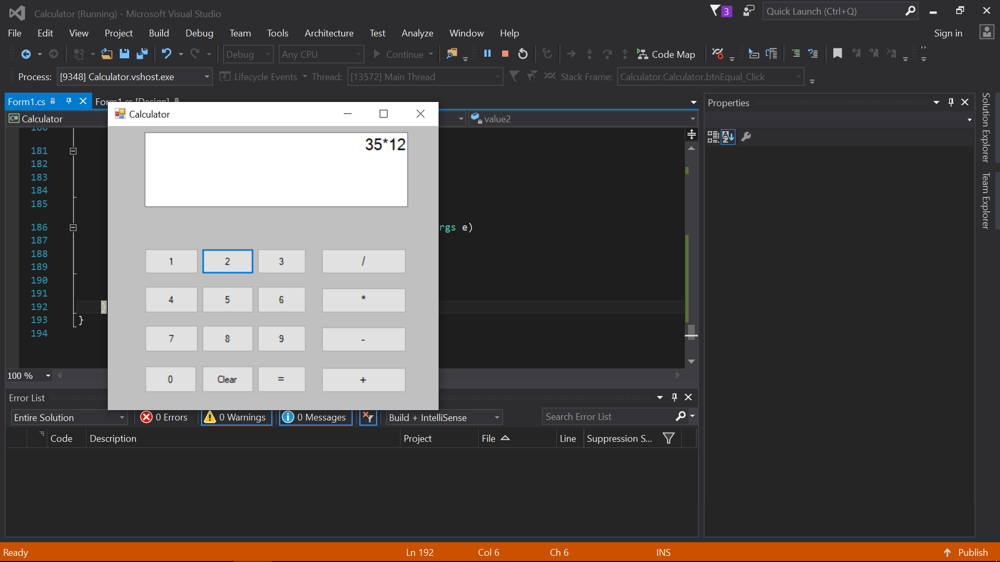 Calculator (Running) - Microsoft Visual Studio
3
Quick Launch (Ctrl+Q)
File Edit View Project Build Debug Team Tools Architecture Test Analyze Window Help
Sign in
Debug Any CPU Continue Code Map
Process: [9348] Calculator.vshost.exe Lifecycle Events Thread: [13572] Main Thread Stack Frame: Calculator.Calculator.btnEqual_Click
Form1.cs Form1.cs [Design]
Calculator
C# Calculator
value2
Properties
Solution Explorer
Team Explorer
35*12
180
181
182
183
184
185
186 rgs e)
187
188
189
190
191
192 }
193 }
194
1 2 3 /
4 5 6 *
7 8 9 -
0 Clear = +
100 %
Error List
Entire Solution 0 Errors 0 Warnings 0 Messages Build + IntelliSense Search Error List
Code Description Project File Line Suppression S...
Ready Ln 192 Col 6 Ch 6 INS Publish